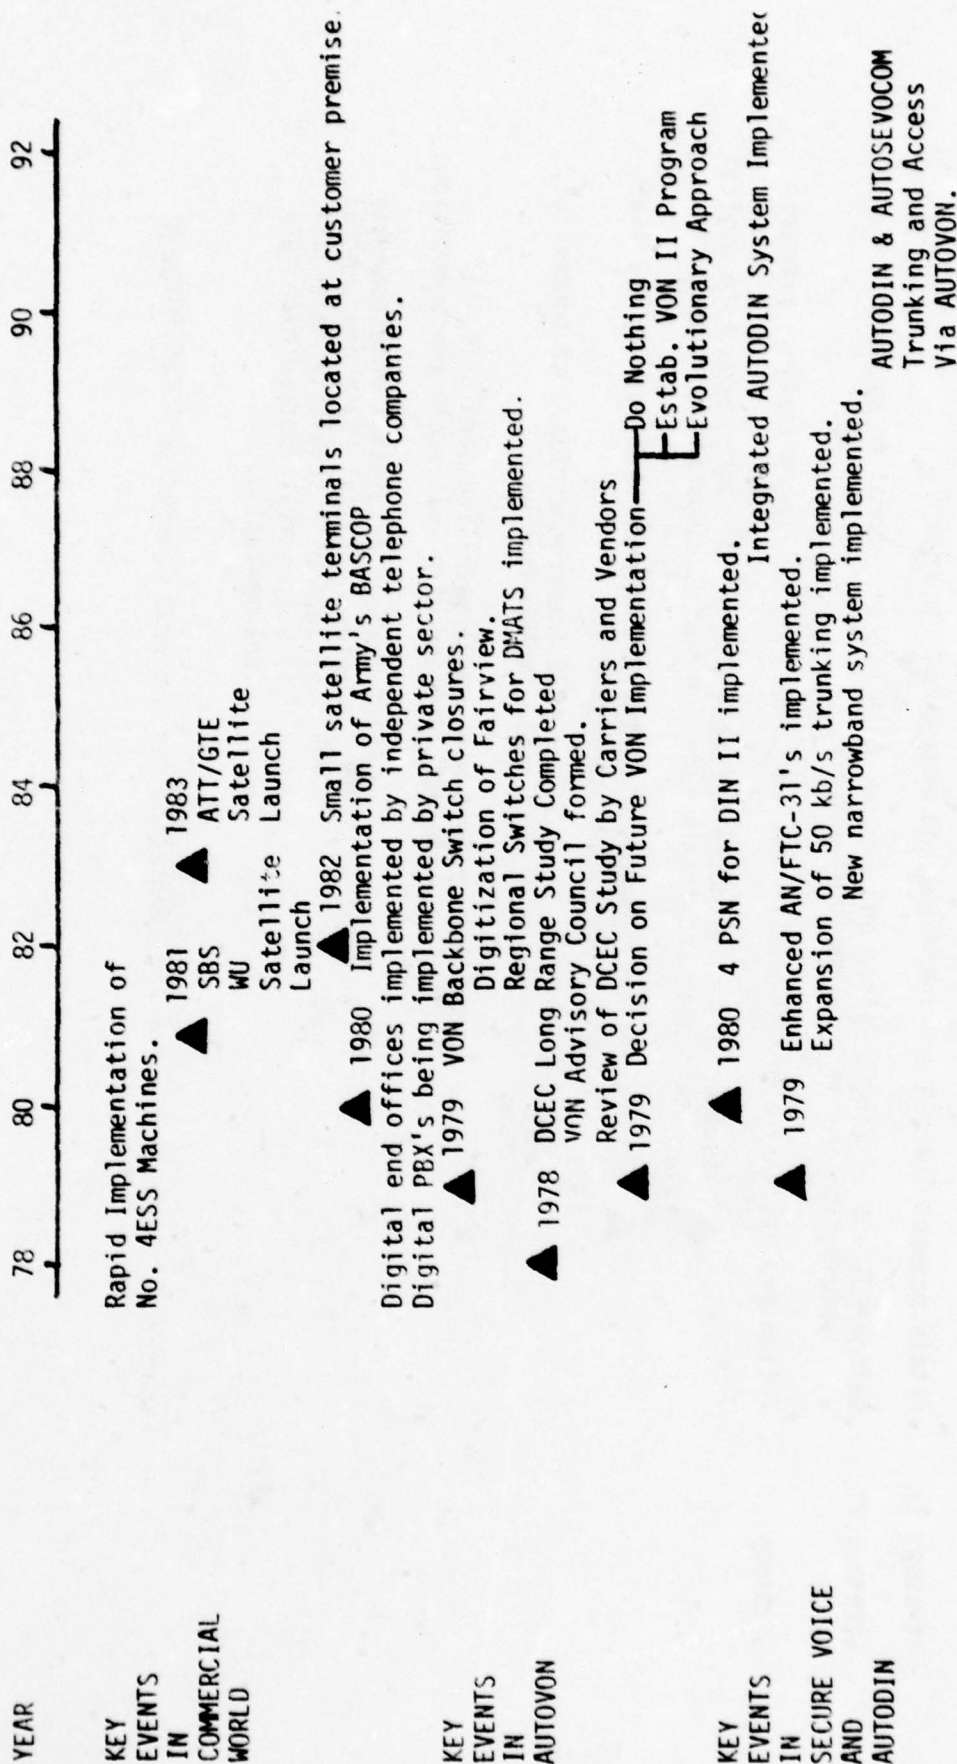 YEAR
78 80 82 84 86 88 90 92
KEY
EVENTS
IN
COMMERCIAL
WORLD
Rapid Implementation of
No. 4ESS Machines.
1981
SBS
WU
Satellite
Launch
1983
ATT/GTE
Satellite
Launch
1982 Small satellite terminals located at customer premise.
1980 Implementation of Army's BASCOP
Digital end offices implemented by independent telephone companies.
Digital PBX's being implemented by private sector.
KEY
EVENTS
IN
AUTOVON
1979 VON Backbone Switch closures.
Digitization of Fairview.
Regional Switches for DMATS implemented.
1978 DCEC Long Range Study Completed
VON Advisory Council formed.
Review of DCEC Study by Carriers and Vendors
1979 Decision on Future VON Implementation
Do Nothing
Estab. VON II Program
Evolutionary Approach
KEY
EVENTS
IN
SECURE VOICE
AND
AUTODIN
1980 4 PSN for DIN II implemented.
Integrated AUTODIN System Implemented
1979 Enhanced AN/FTC-31's implemented.
Expansion of 50 kb/s trunking implemented.
New narrowband system implemented.
AUTODIN & AUTOSEVOCOM
Trunking and Access
Via AUTOVON.